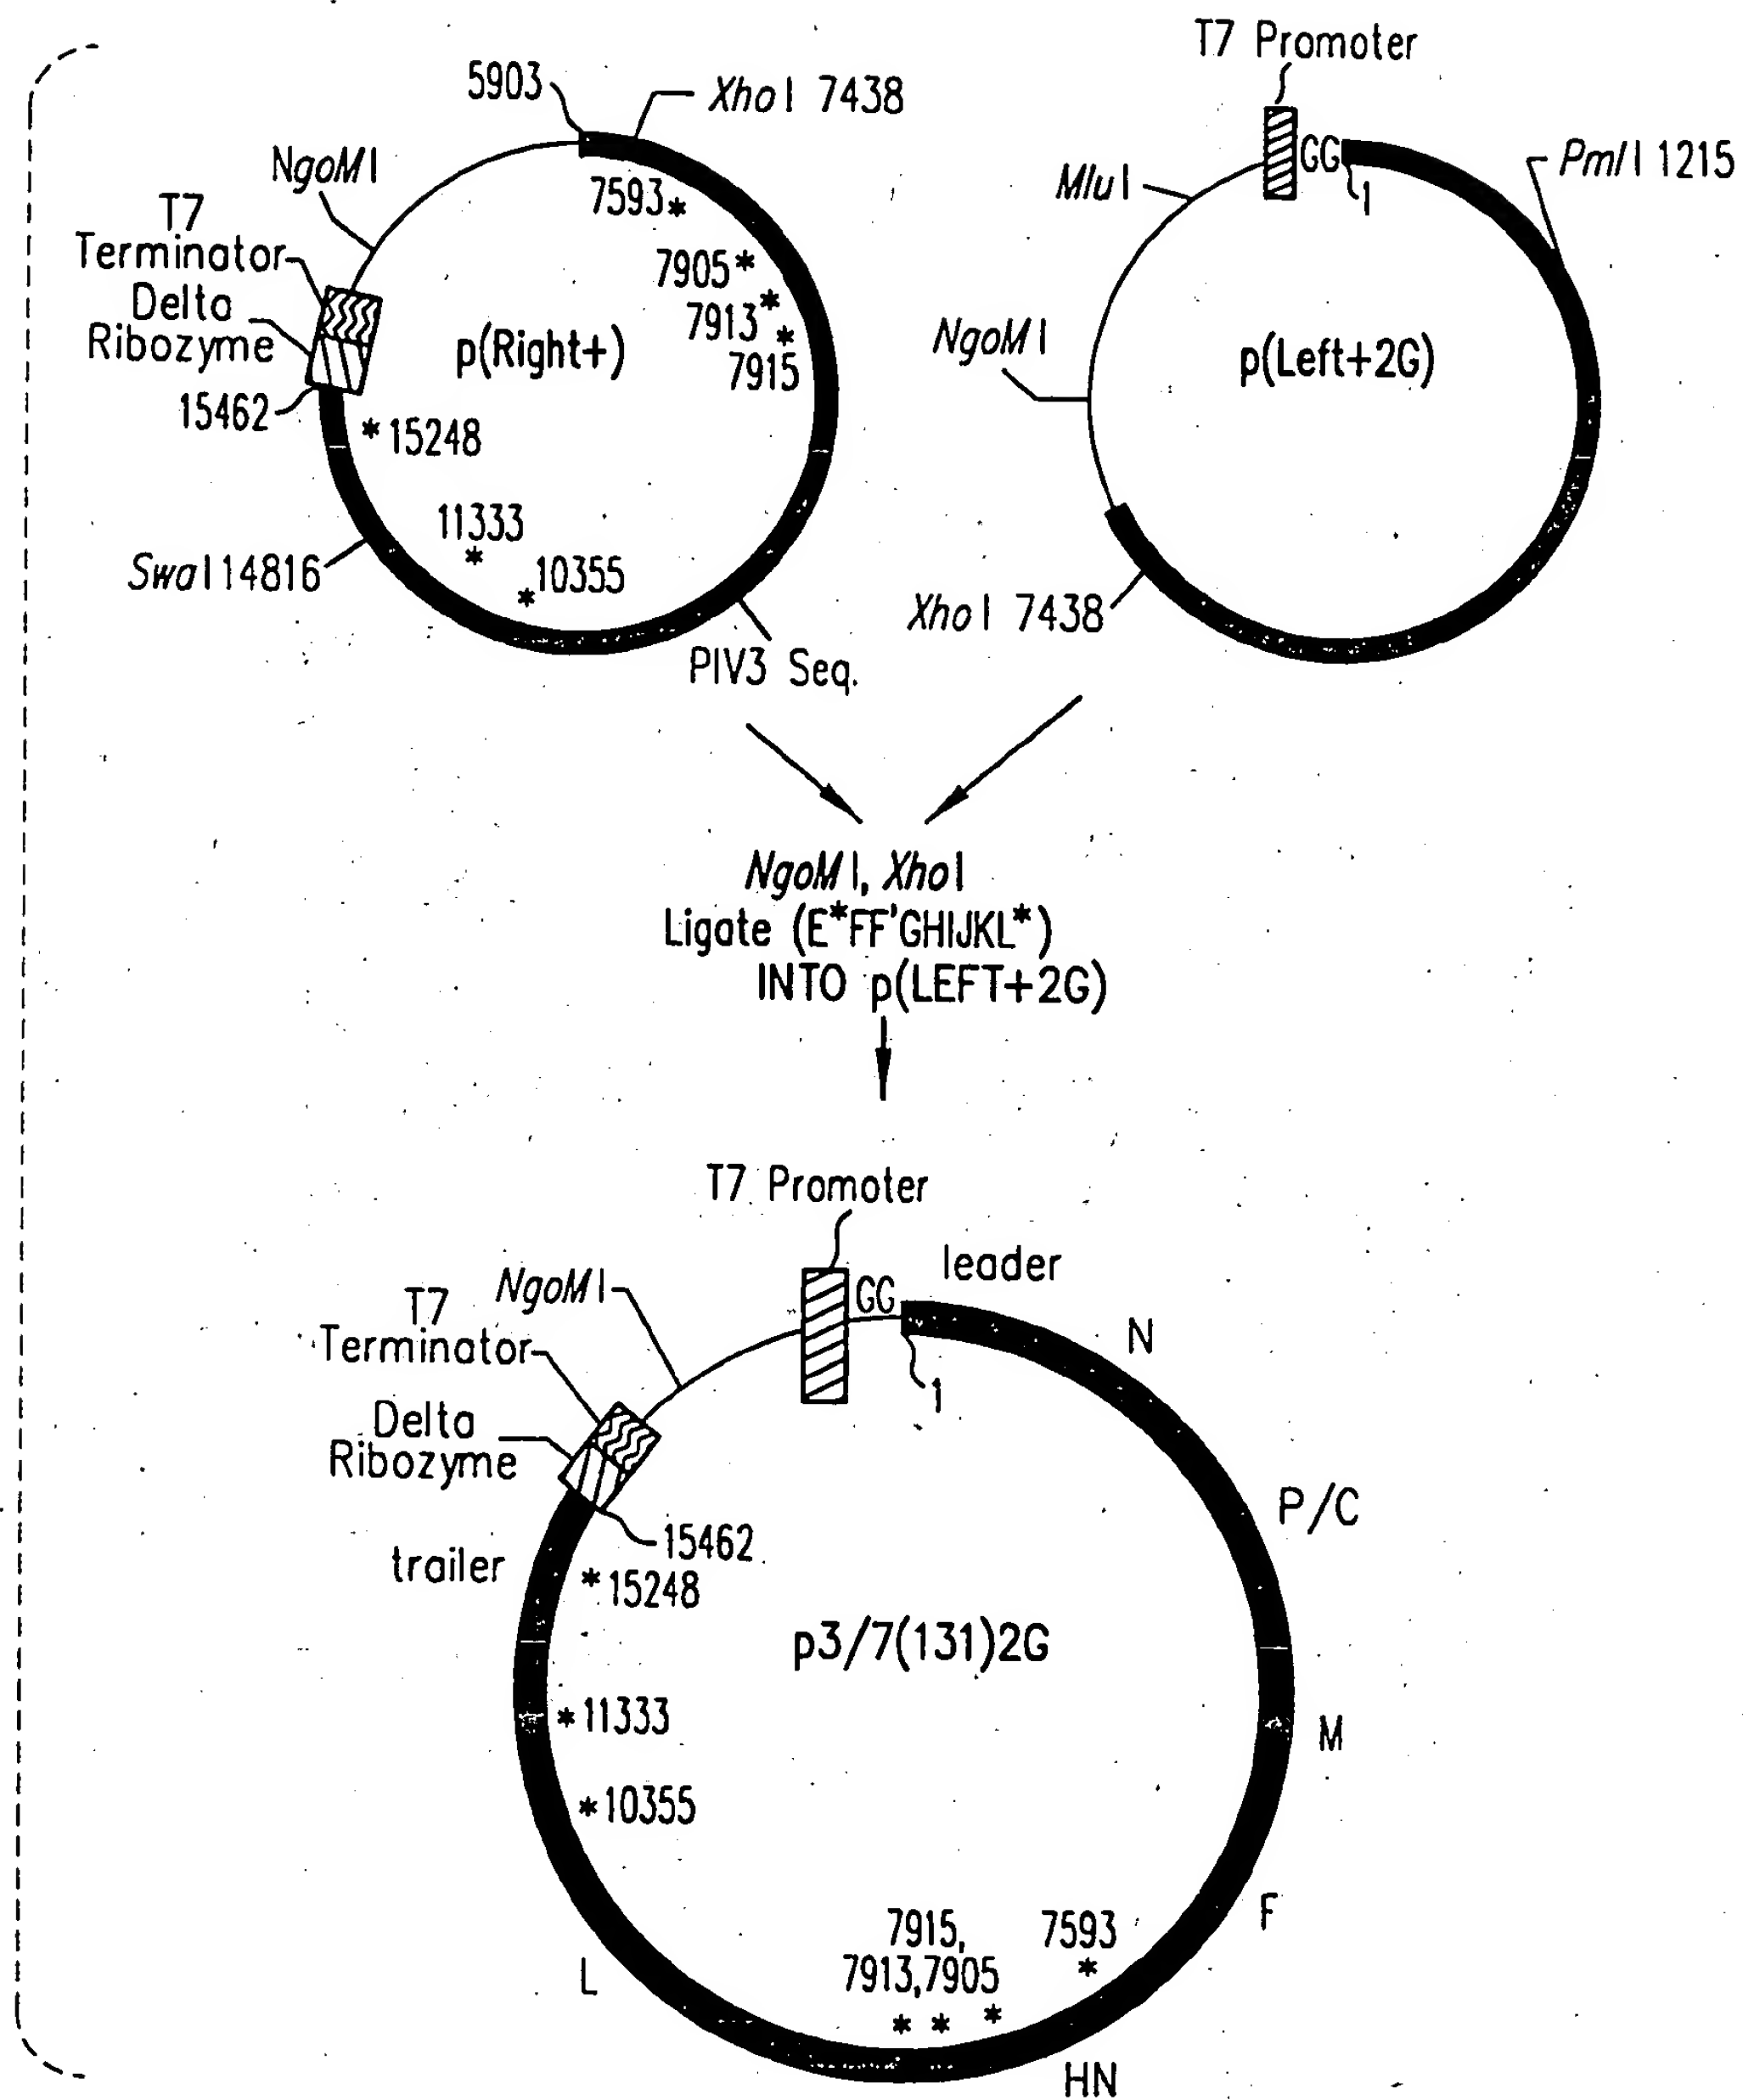 T7 Promoter
5903
XhoI 7438
NgoMI
7593*
T7
Terminator
Delta
Ribozyme
7905*
7913*
*
7915
p(Right+)
15462
*15248
11333
*
*10355
SwaI 14816
PIV3 Seq.
GG
1
PmlI 1215
MluI
NgoMI
p(Left+2G)
XhoI 7438
NgoMI, XhoI
Ligate (E*FF'GHIJKL*)
INTO p(LEFT+2G)
T7 Promoter
GG
leader
NgoMI
T7
Terminator
N
1
Delta
Ribozyme
P/C
15462
trailer
*15248
p3/7(131)2G
*11333
M
*10355
F
7915,
7913,7905
7593
*
* * *
L
HN